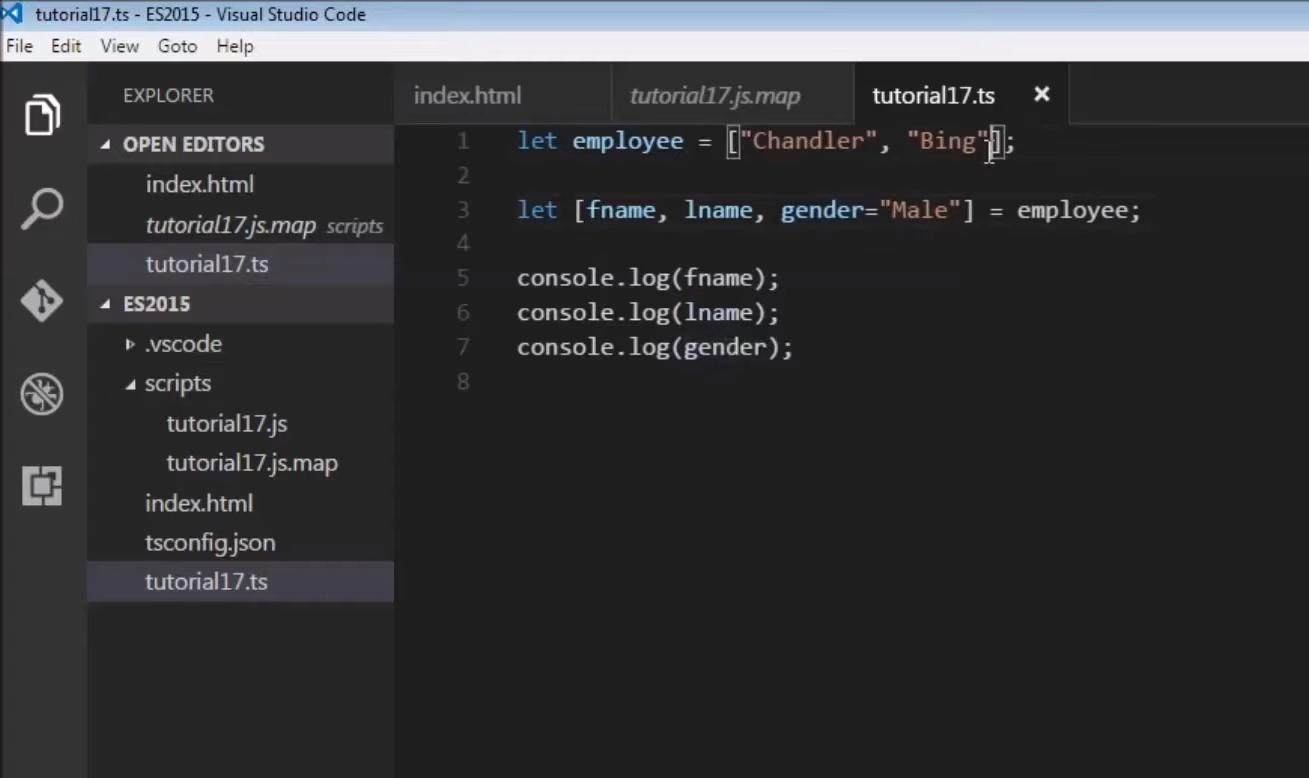 tutorial17.ts - ES2015 - Visual Studio Code
File Edit View Goto Help
EXPLORER
OPEN EDITORS
index.html
tutorial17.js.map scripts
tutorial17.ts
ES2015
.vscode
scripts
tutorial17.js
tutorial17.js.map
index.html
tsconfig.json
tutorial17.ts
index.html tutorial17.js.map tutorial17.ts
1 let employee = ["Chandler", "Bing"];
2
3 let [fname, lname, gender="Male"] = employee;
4
5 console.log(fname);
6 console.log(lname);
7 console.log(gender);
8